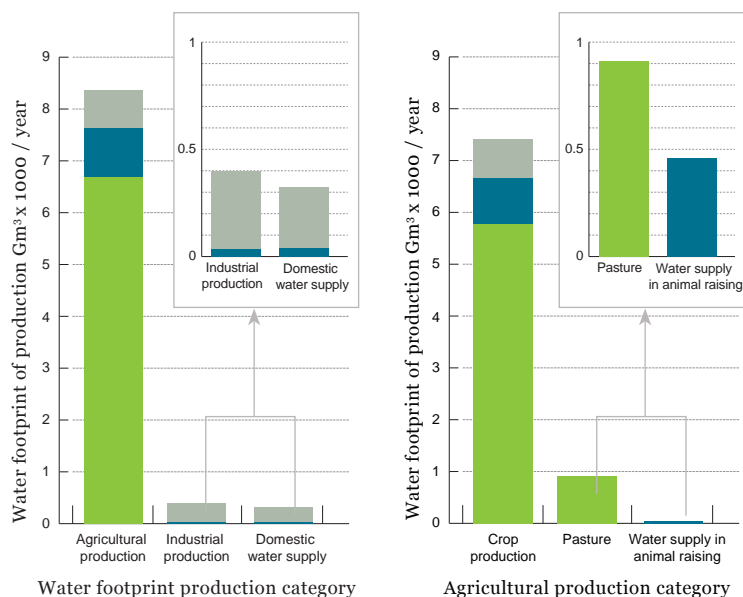 Water footprint of production Gm³ x 1000 / year
9
8
7
6
5
4
3
2
1
0
1
0.5
0
Industrial
production
Domestic
water supply
Agricultural
production
Industrial
production
Domestic
water supply
Water footprint production category
Water footprint of production Gm³ x 1000 / year
9
8
7
6
5
4
3
2
1
0
1
0.5
0
Pasture
Water supply
in animal raising
Crop
production
Pasture
Water supply in
animal raising
Agricultural production category